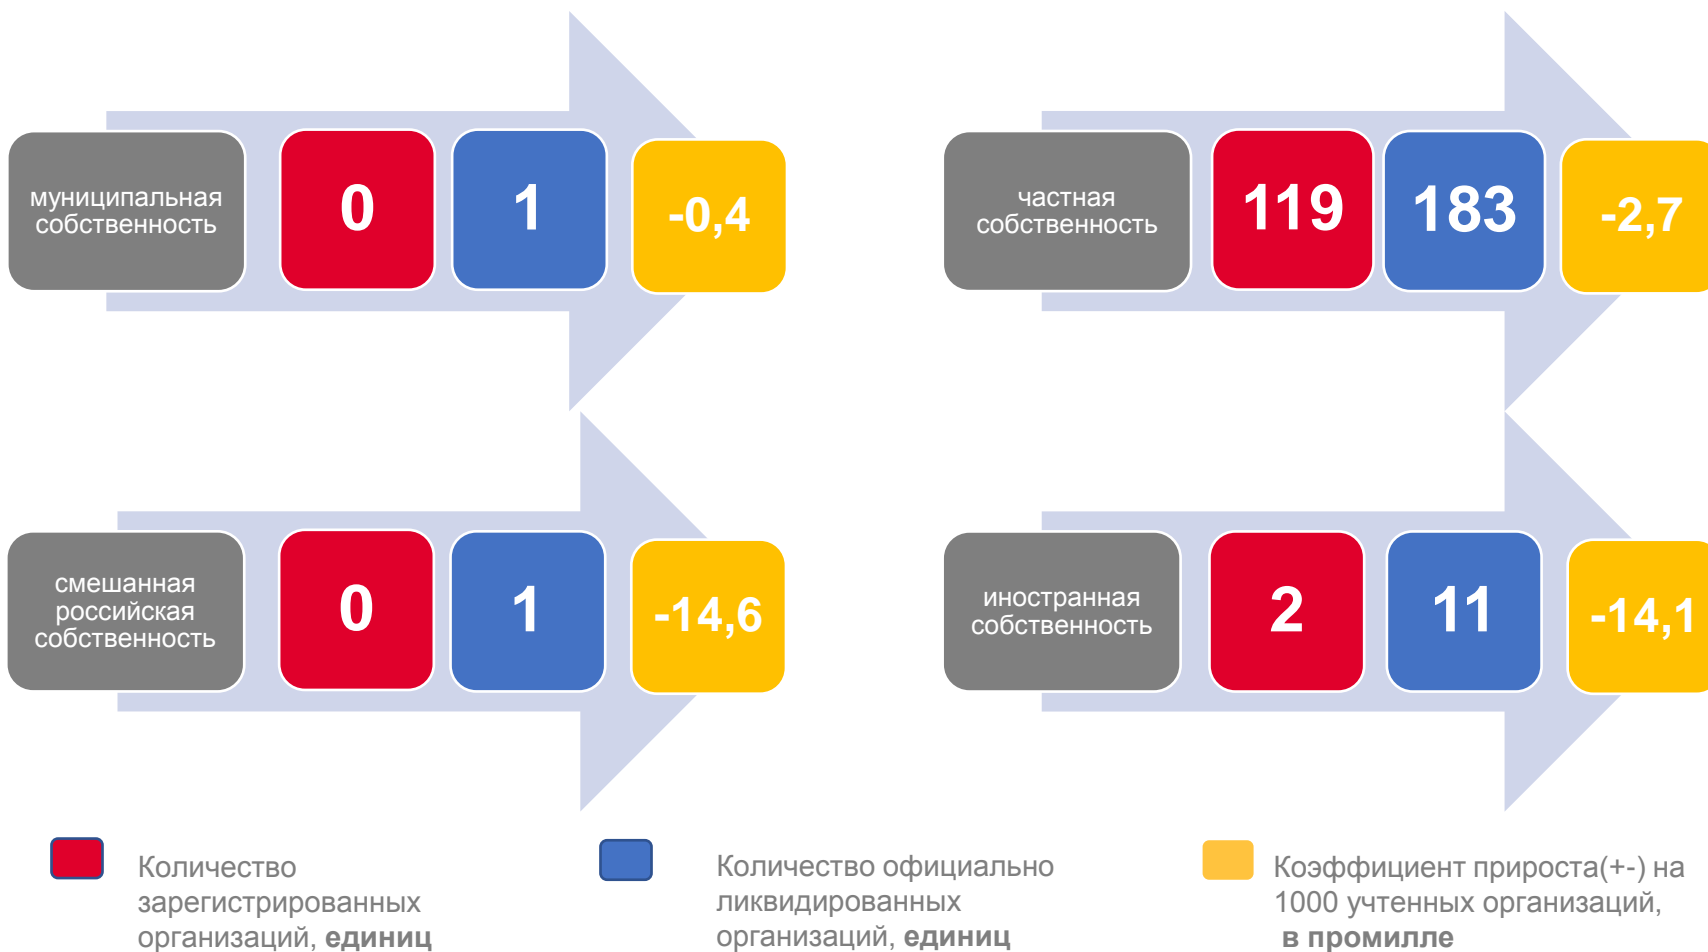 муниципальная
собственность
0
1
-0,4
частная
собственность
119
183
-2,7
смешанная
российская
собственность
0
1
-14,6
иностранная
собственность
2
11
-14,1
Количество
зарегистрированных
организаций, единиц
Количество официально
ликвидированных
организаций, единиц
Коэффициент прироста(+-) на
1000 учтенных организаций,
в промилле